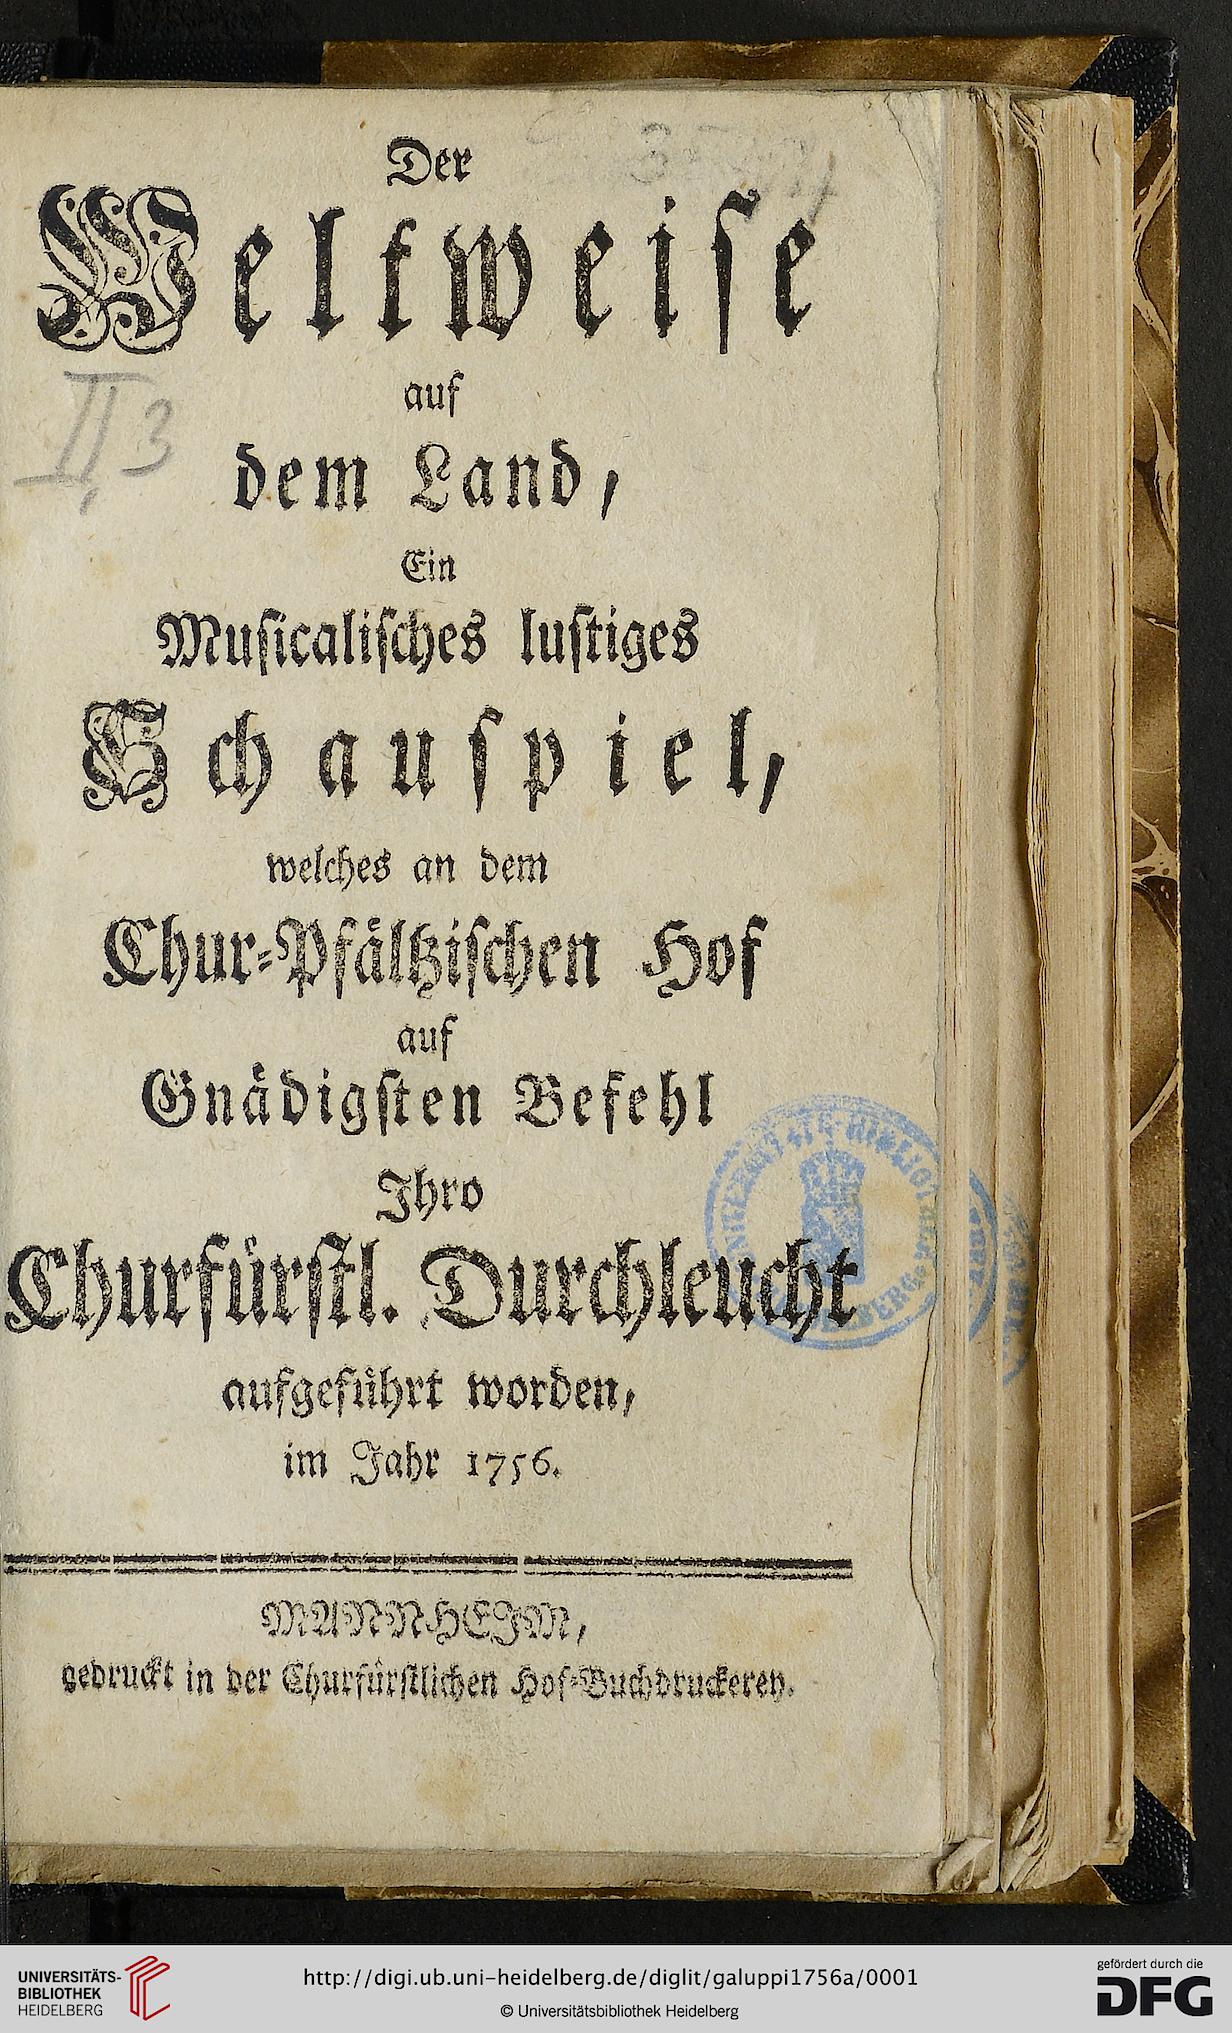 Der
Weltweise
auf
dem Land,
Ein
Musicalisches lustiges
Schauspiel,
welches an dem
Chur-Pfältzischen Hof
auf
Gnädigsten Befehl
Ihro
Churfürstl. Durchleucht
aufgeführt worden,
im Jahr 1756.
MANNHEIM,
gedruckt in der Churfürstlichen Hof-Buchdruckerey.
II, 3
UNIVERSITÄTS-
BIBLIOTHEK
HEIDELBERG
http://digi.ub.uni-heidelberg.de/diglit/galuppi1756a/0001
© Universitätsbibliothek Heidelberg
gefördert durch die
DFG